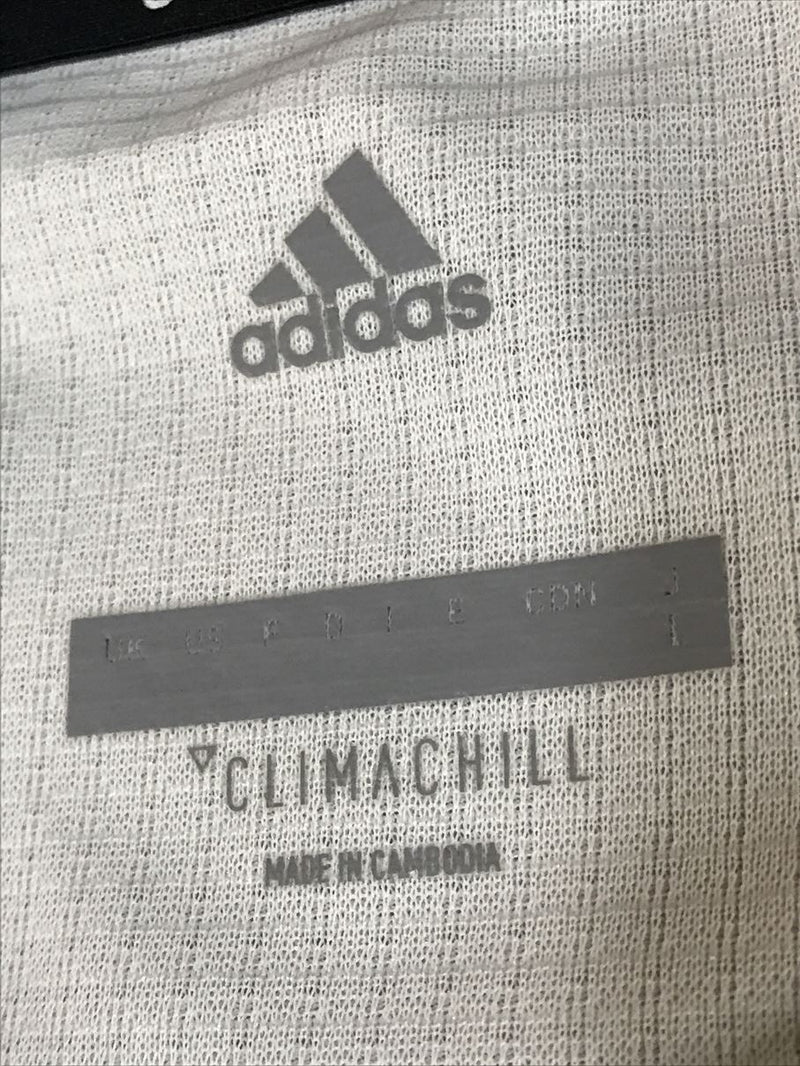 adidas
UK US F D I E CDN J
CLIMACHILL
MADE IN CAMBODIA